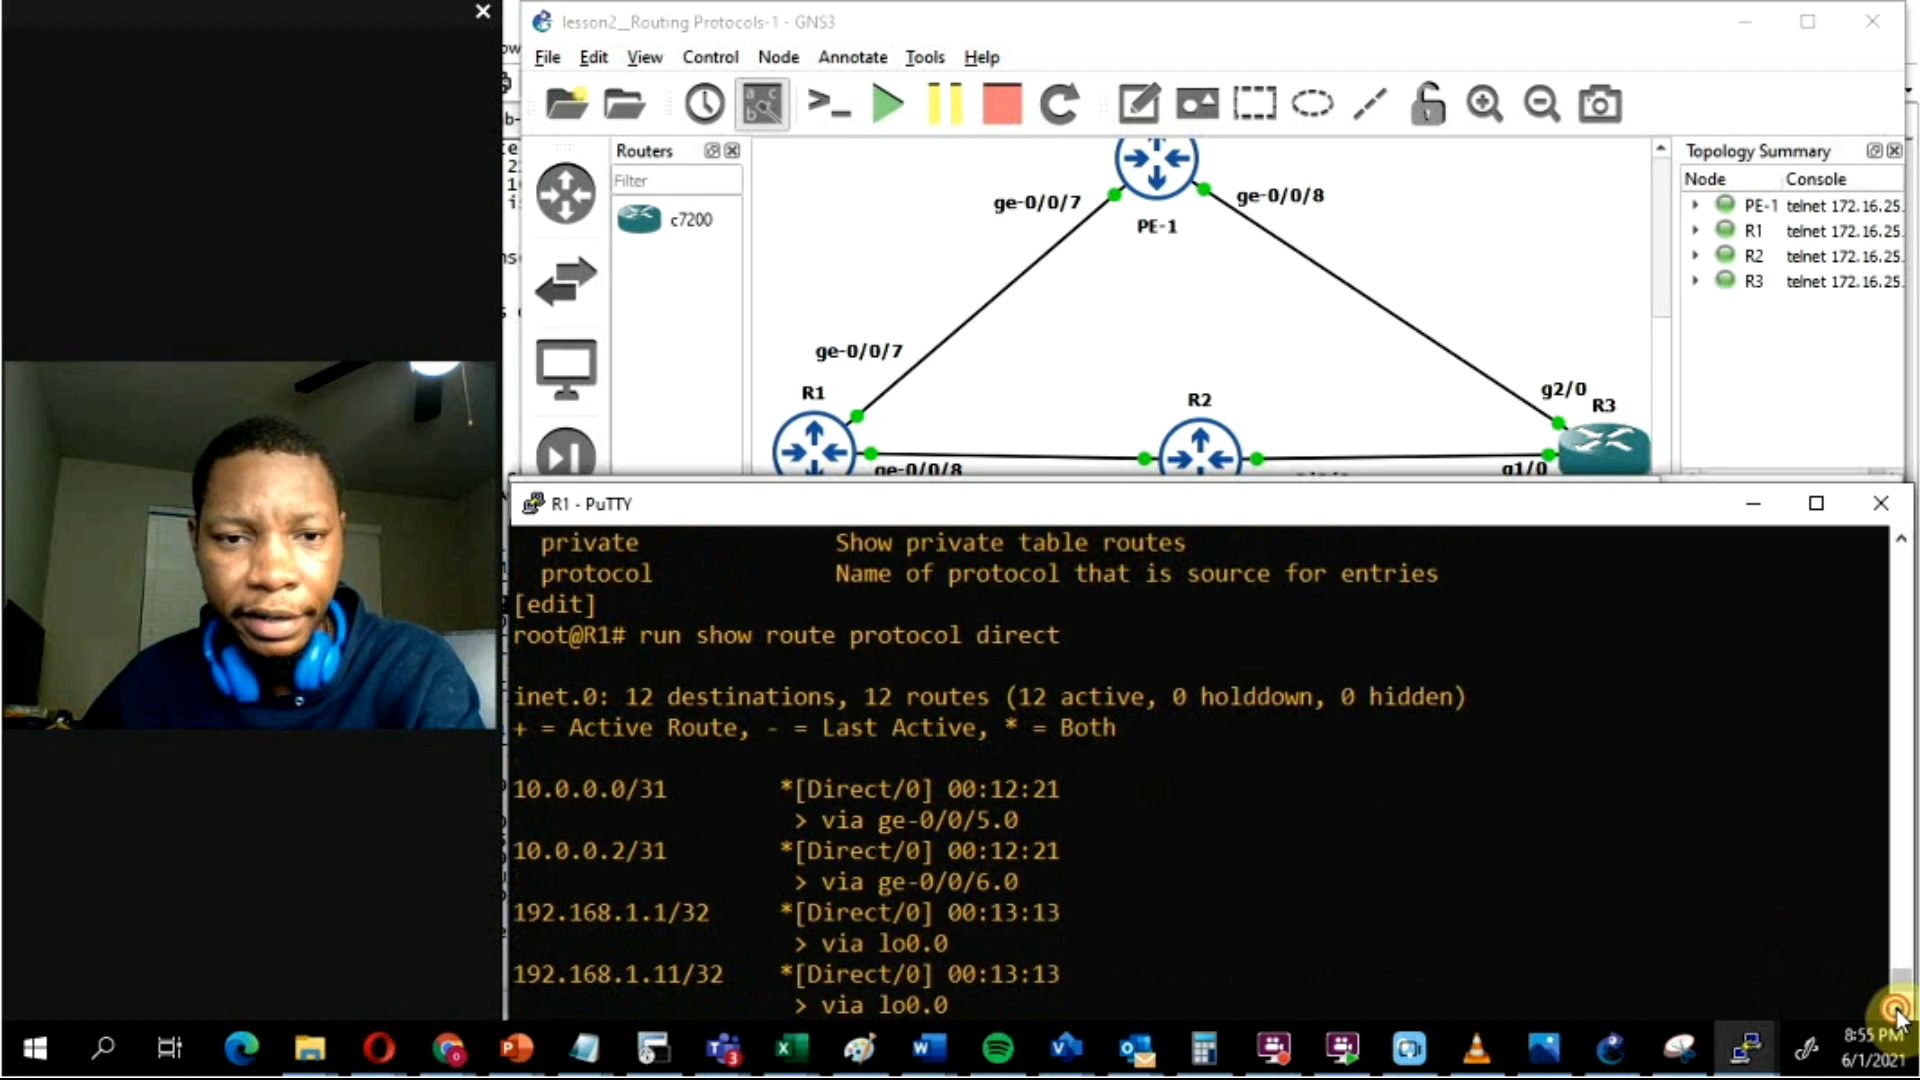 lesson2__Routing Protocols-1 - GNS3
File Edit View Control Node Annotate Tools Help
Routers
Filter
c7200
ge-0/0/7
ge-0/0/8
PE-1
ge-0/0/7
R1
R2
g2/0
R3
ge-0/0/8
g1/0
Topology Summary
Node Console
PE-1 telnet 172.16.25.
R1 telnet 172.16.25.
R2 telnet 172.16.25.
R3 telnet 172.16.25.
R1 - PuTTY
private Show private table routes
protocol Name of protocol that is source for entries
[edit]
root@R1# run show route protocol direct
inet.0: 12 destinations, 12 routes (12 active, 0 holddown, 0 hidden)
+ = Active Route, - = Last Active, * = Both
10.0.0.0/31 *[Direct/0] 00:12:21
> via ge-0/0/5.0
10.0.0.2/31 *[Direct/0] 00:12:21
> via ge-0/0/6.0
192.168.1.1/32 *[Direct/0] 00:13:13
> via lo0.0
192.168.1.11/32 *[Direct/0] 00:13:13
> via lo0.0
8:55 PM
6/1/2021